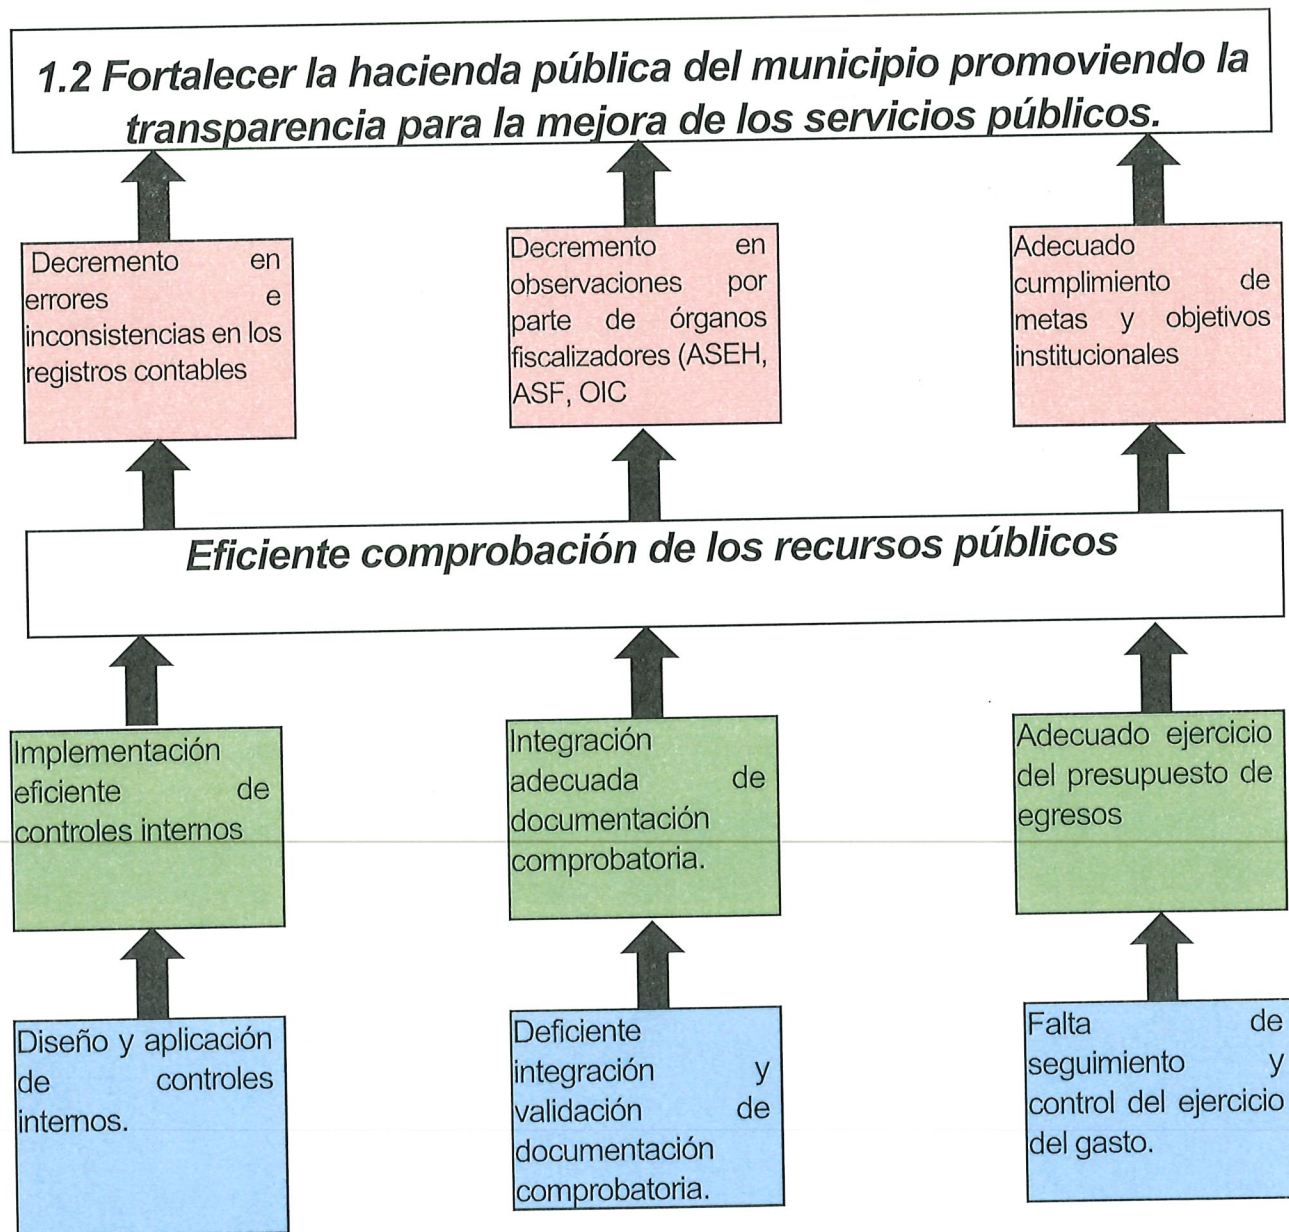 1.2 Fortalecer la hacienda pública del municipio promoviendo la
transparencia para la mejora de los servicios públicos.
Decremento en
errores e
inconsistencias en los
registros contables
Decremento en
observaciones por
parte de órganos
fiscalizadores (ASEH,
ASF, OIC
Adecuado
cumplimiento de
metas y objetivos
institucionales
Eficiente comprobación de los recursos públicos
Implementación
eficiente de
controles internos
Integración
adecuada de
documentación
comprobatoria.
Adecuado ejercicio
del presupuesto de
egresos
Diseño y aplicación
de controles
internos.
Deficiente
integración y
validación de
documentación
comprobatoria.
Falta de
seguimiento y
control del ejercicio
del gasto.